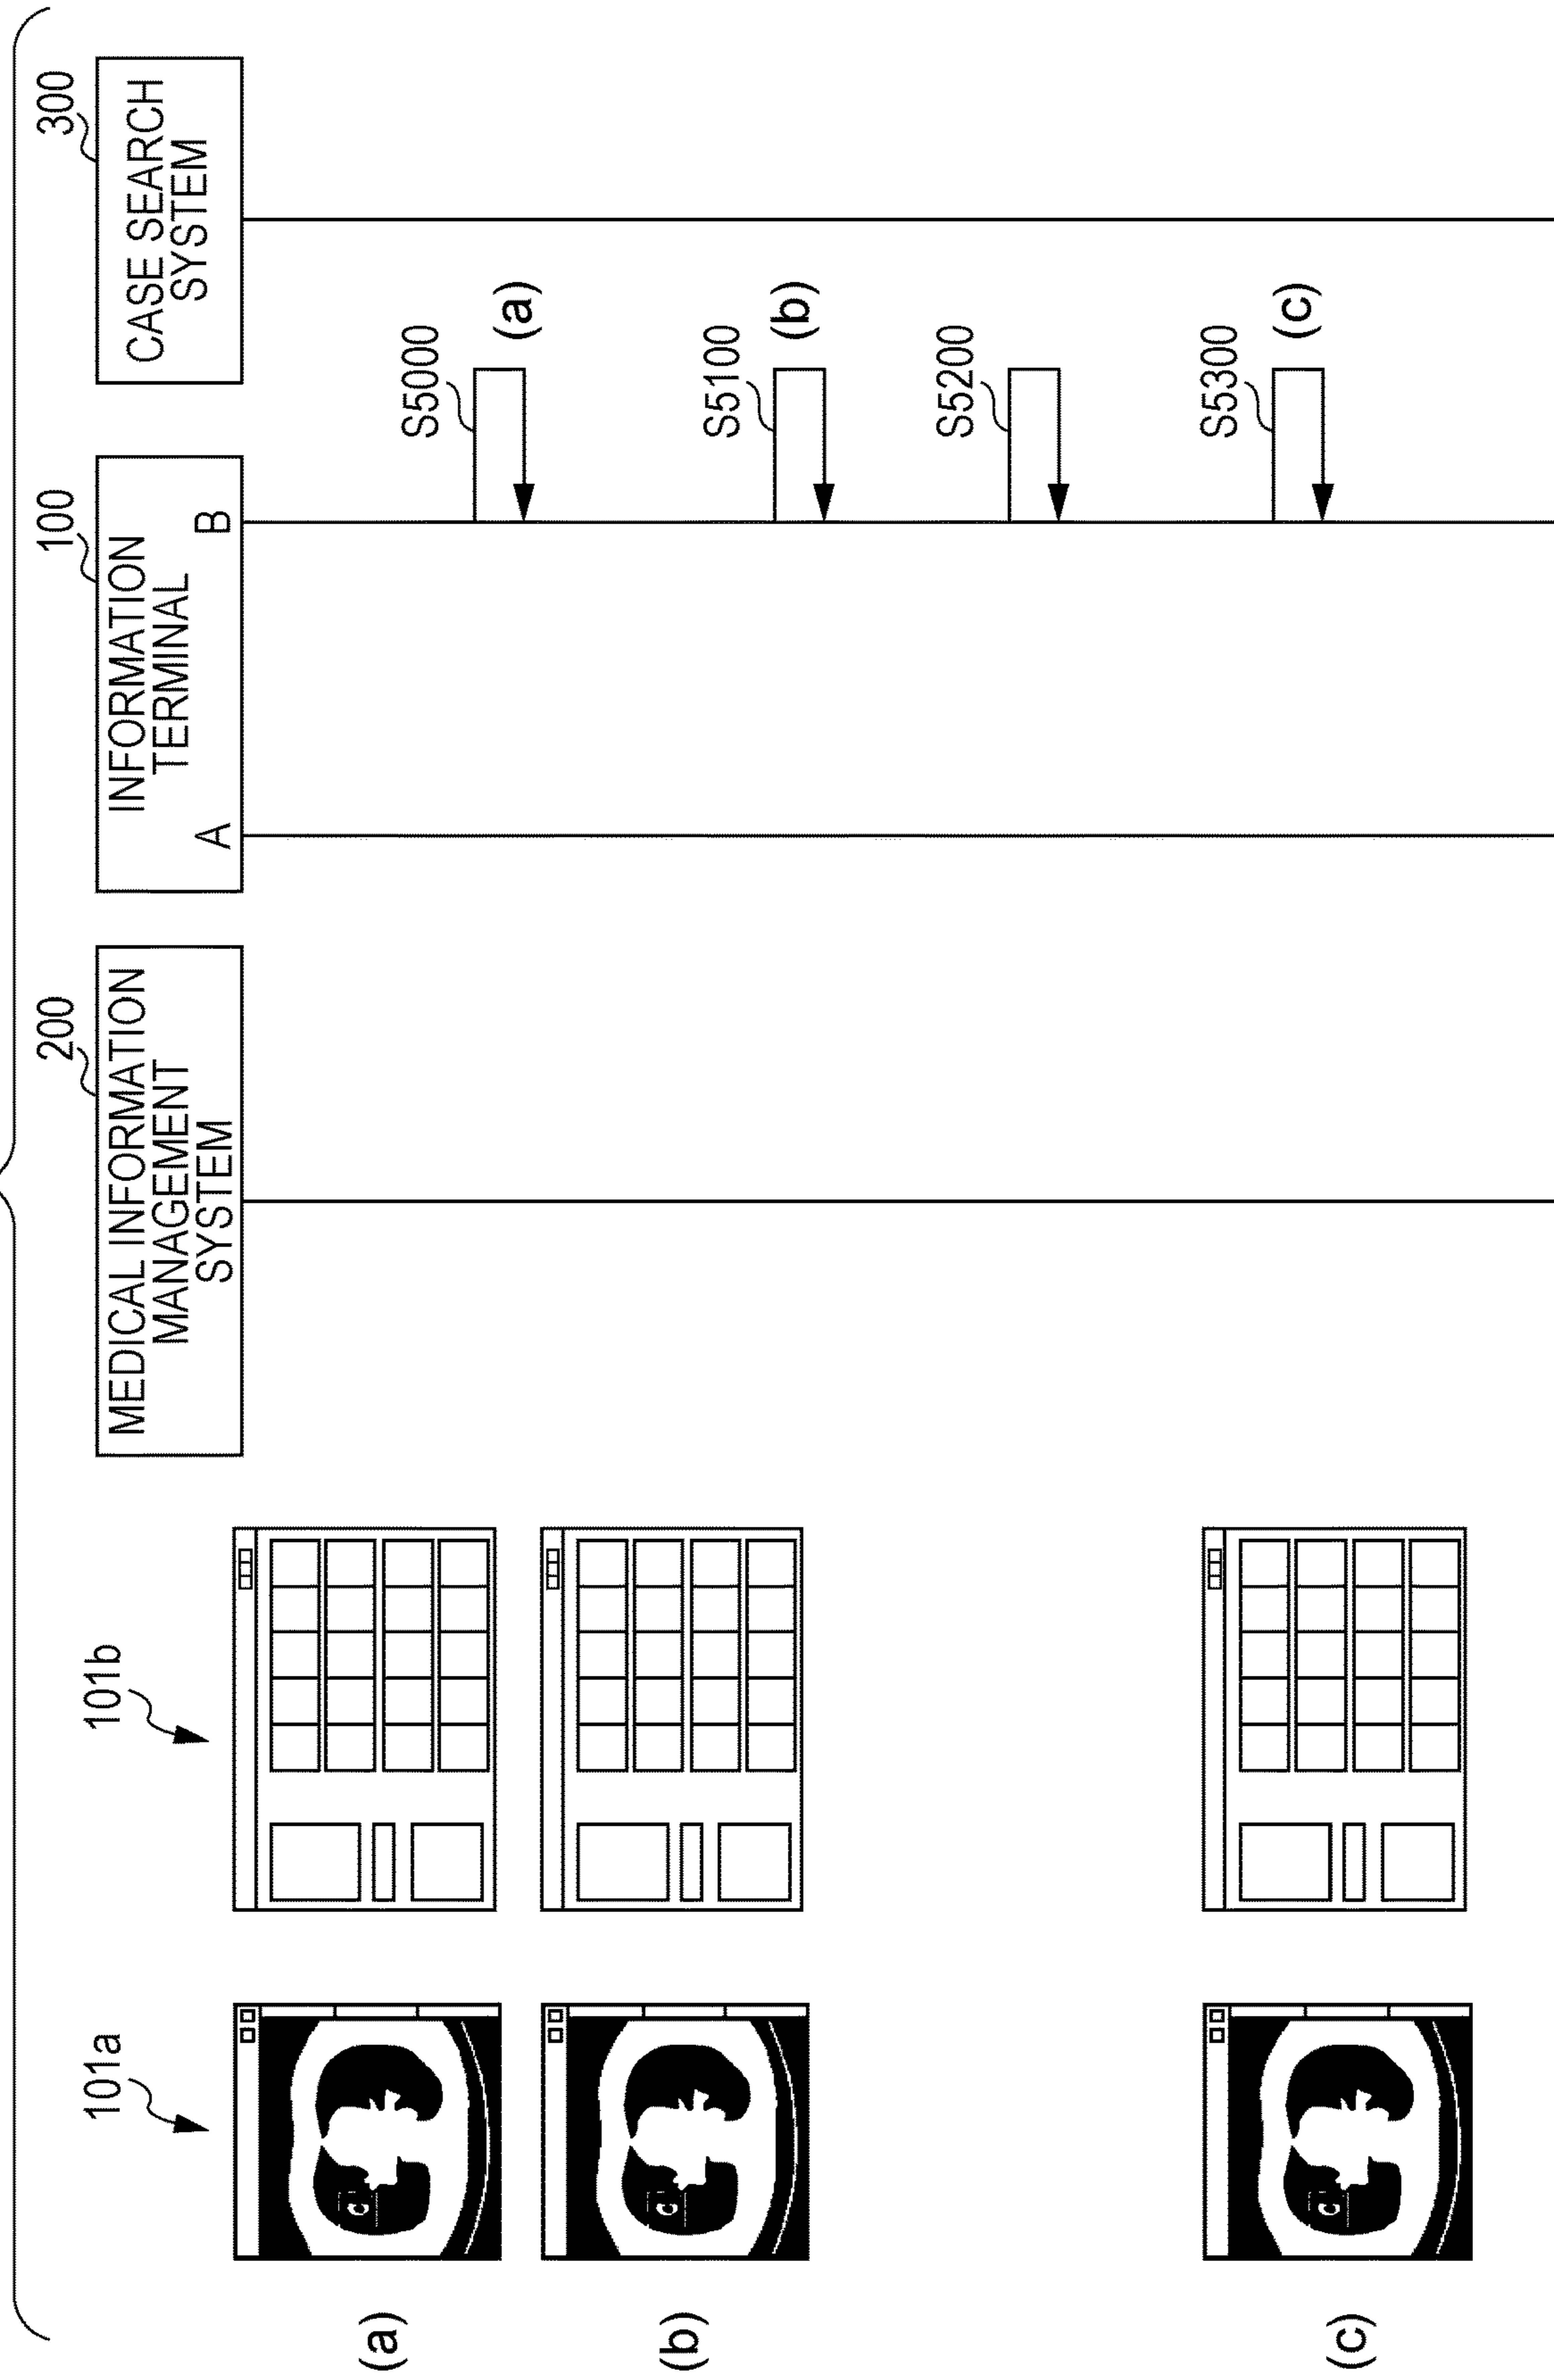 101a
101b
200
MEDICAL INFORMATION
MANAGEMENT
SYSTEM
100
INFORMATION
TERMINAL
A
B
300
CASE SEARCH
SYSTEM
(a)
S5000
(a)
(b)
S5100
(b)
S5200
(c)
S5300
(c)